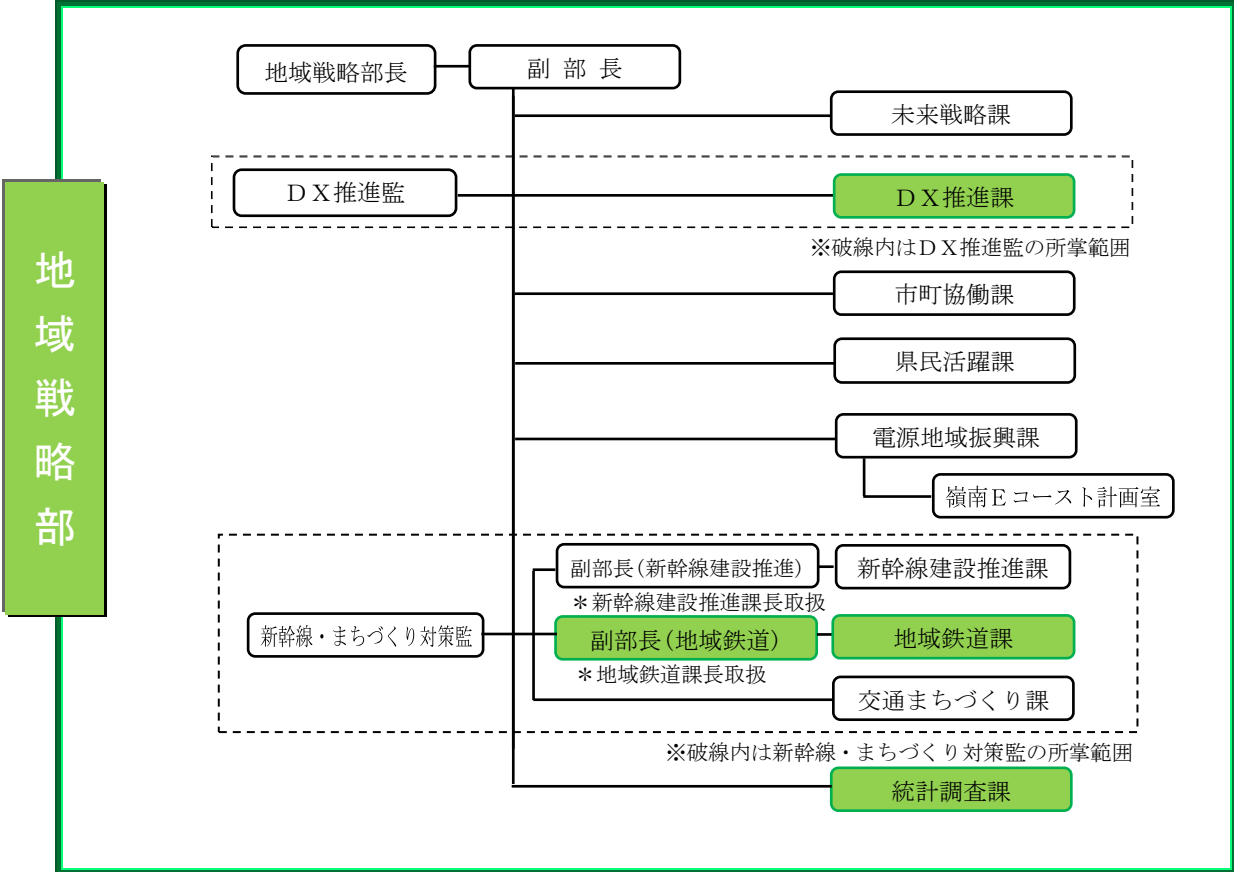 地域戦略部
地域戦略部長
副 部 長
未来戦略課
ＤＸ推進監
ＤＸ推進課
※破線内はＤＸ推進監の所掌範囲
市町協働課
県民活躍課
電源地域振興課
嶺南Ｅコースト計画室
副部長(新幹線建設推進)
新幹線建設推進課
＊新幹線建設推進課長取扱
新幹線・まちづくり対策監
副部長(地域鉄道)
地域鉄道課
＊地域鉄道課長取扱
交通まちづくり課
※破線内は新幹線・まちづくり対策監の所掌範囲
統計調査課